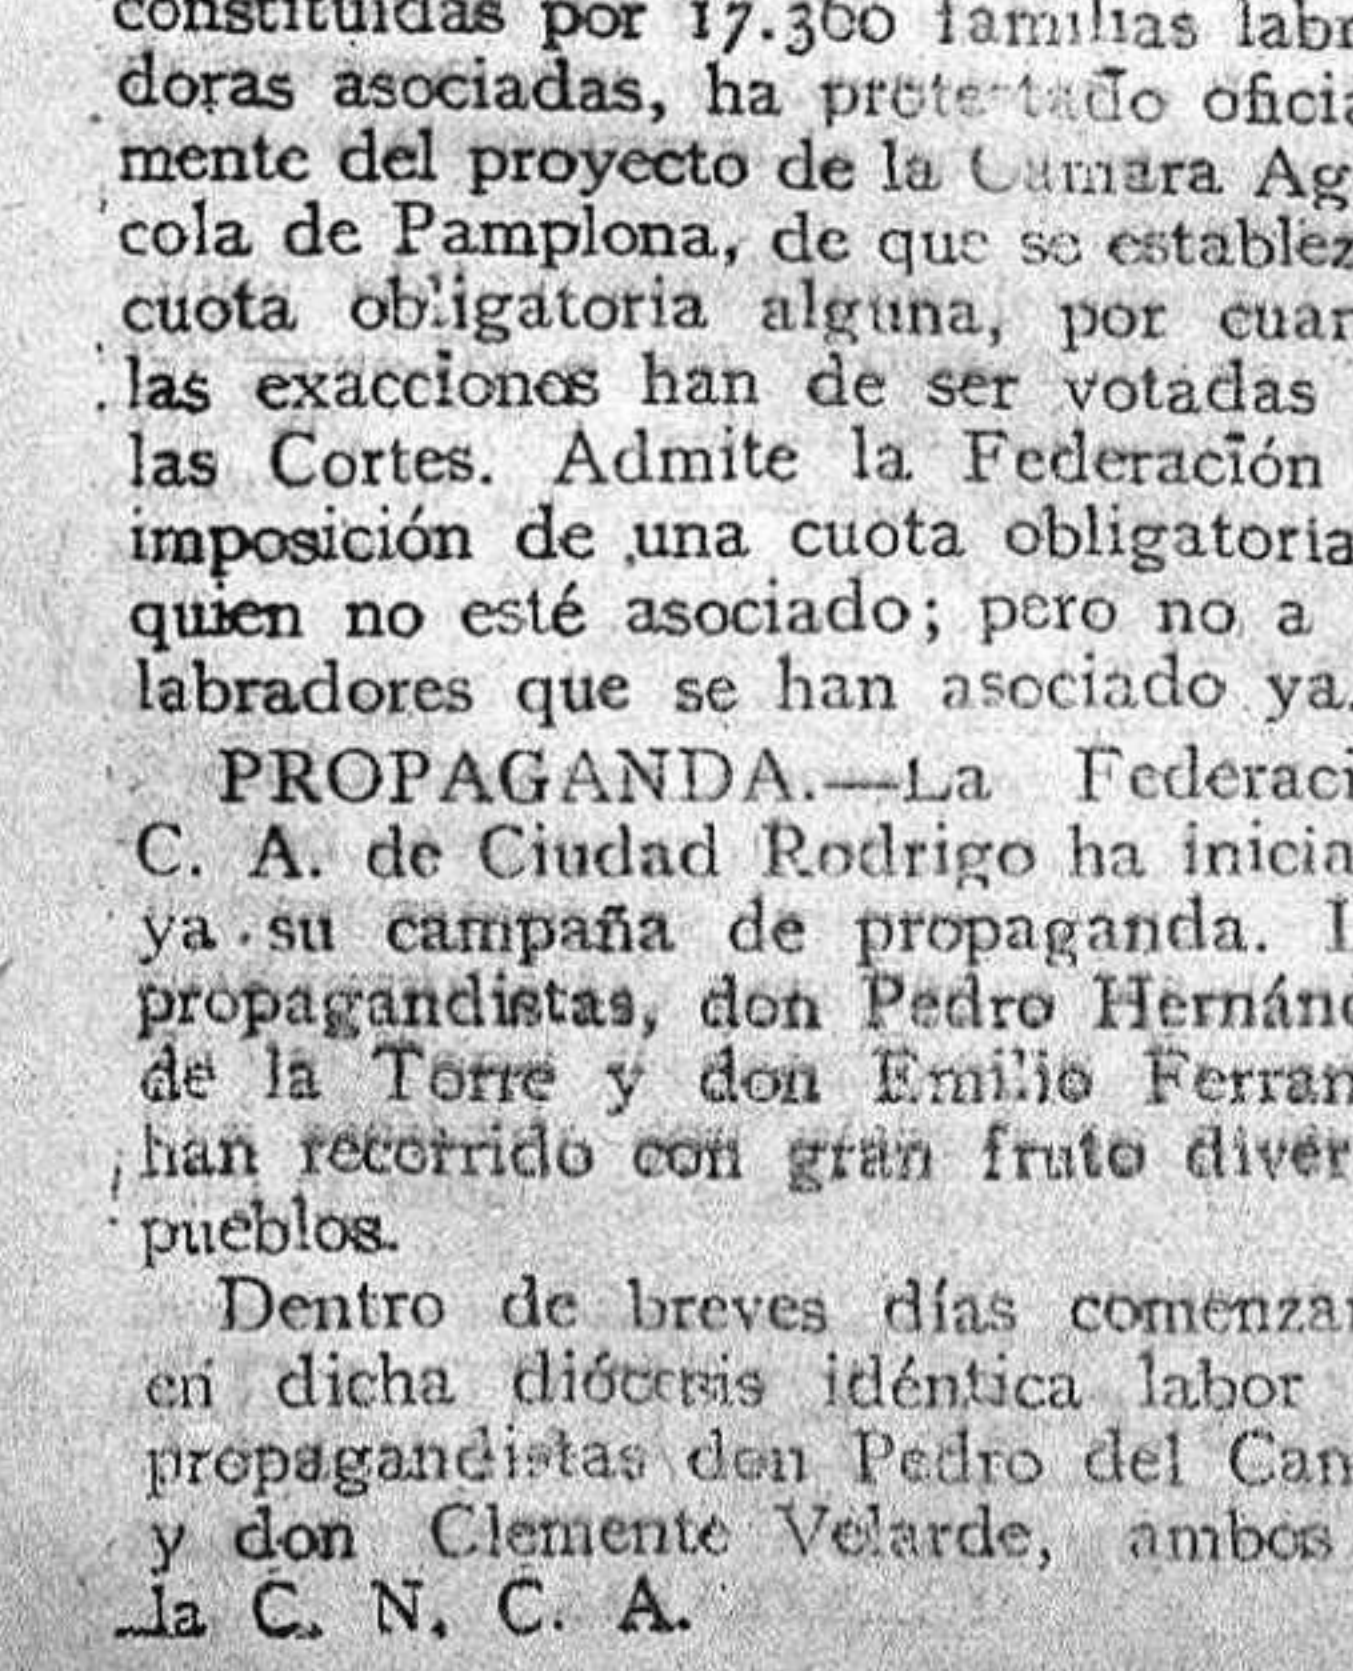 constituidas por 17.360 familias labr
doras asociadas, ha protestado oficia
mente del proyecto de la Cámara Ag
cola de Pamplona, de que se establez
cuota obligatoria alguna, por cuan
las exacciones han de ser votadas
las Cortes. Admite la Federación
imposición de una cuota obligatoria
quien no esté asociado; pero no a
labradores que se han asociado ya.
PROPAGANDA.—La Federaci
C. A. de Ciudad Rodrigo ha inicia
ya su campaña de propaganda. L
propagandistas, don Pedro Hernánd
de la Torre y don Emilio Ferran
han recorrido con gran fruto diver
pueblos.
Dentro de breves días comenzar
en dicha diócesis idéntica labor
propagandistas don Pedro del Can
y don Clemente Velarde, ambos
la C. N. C. A.